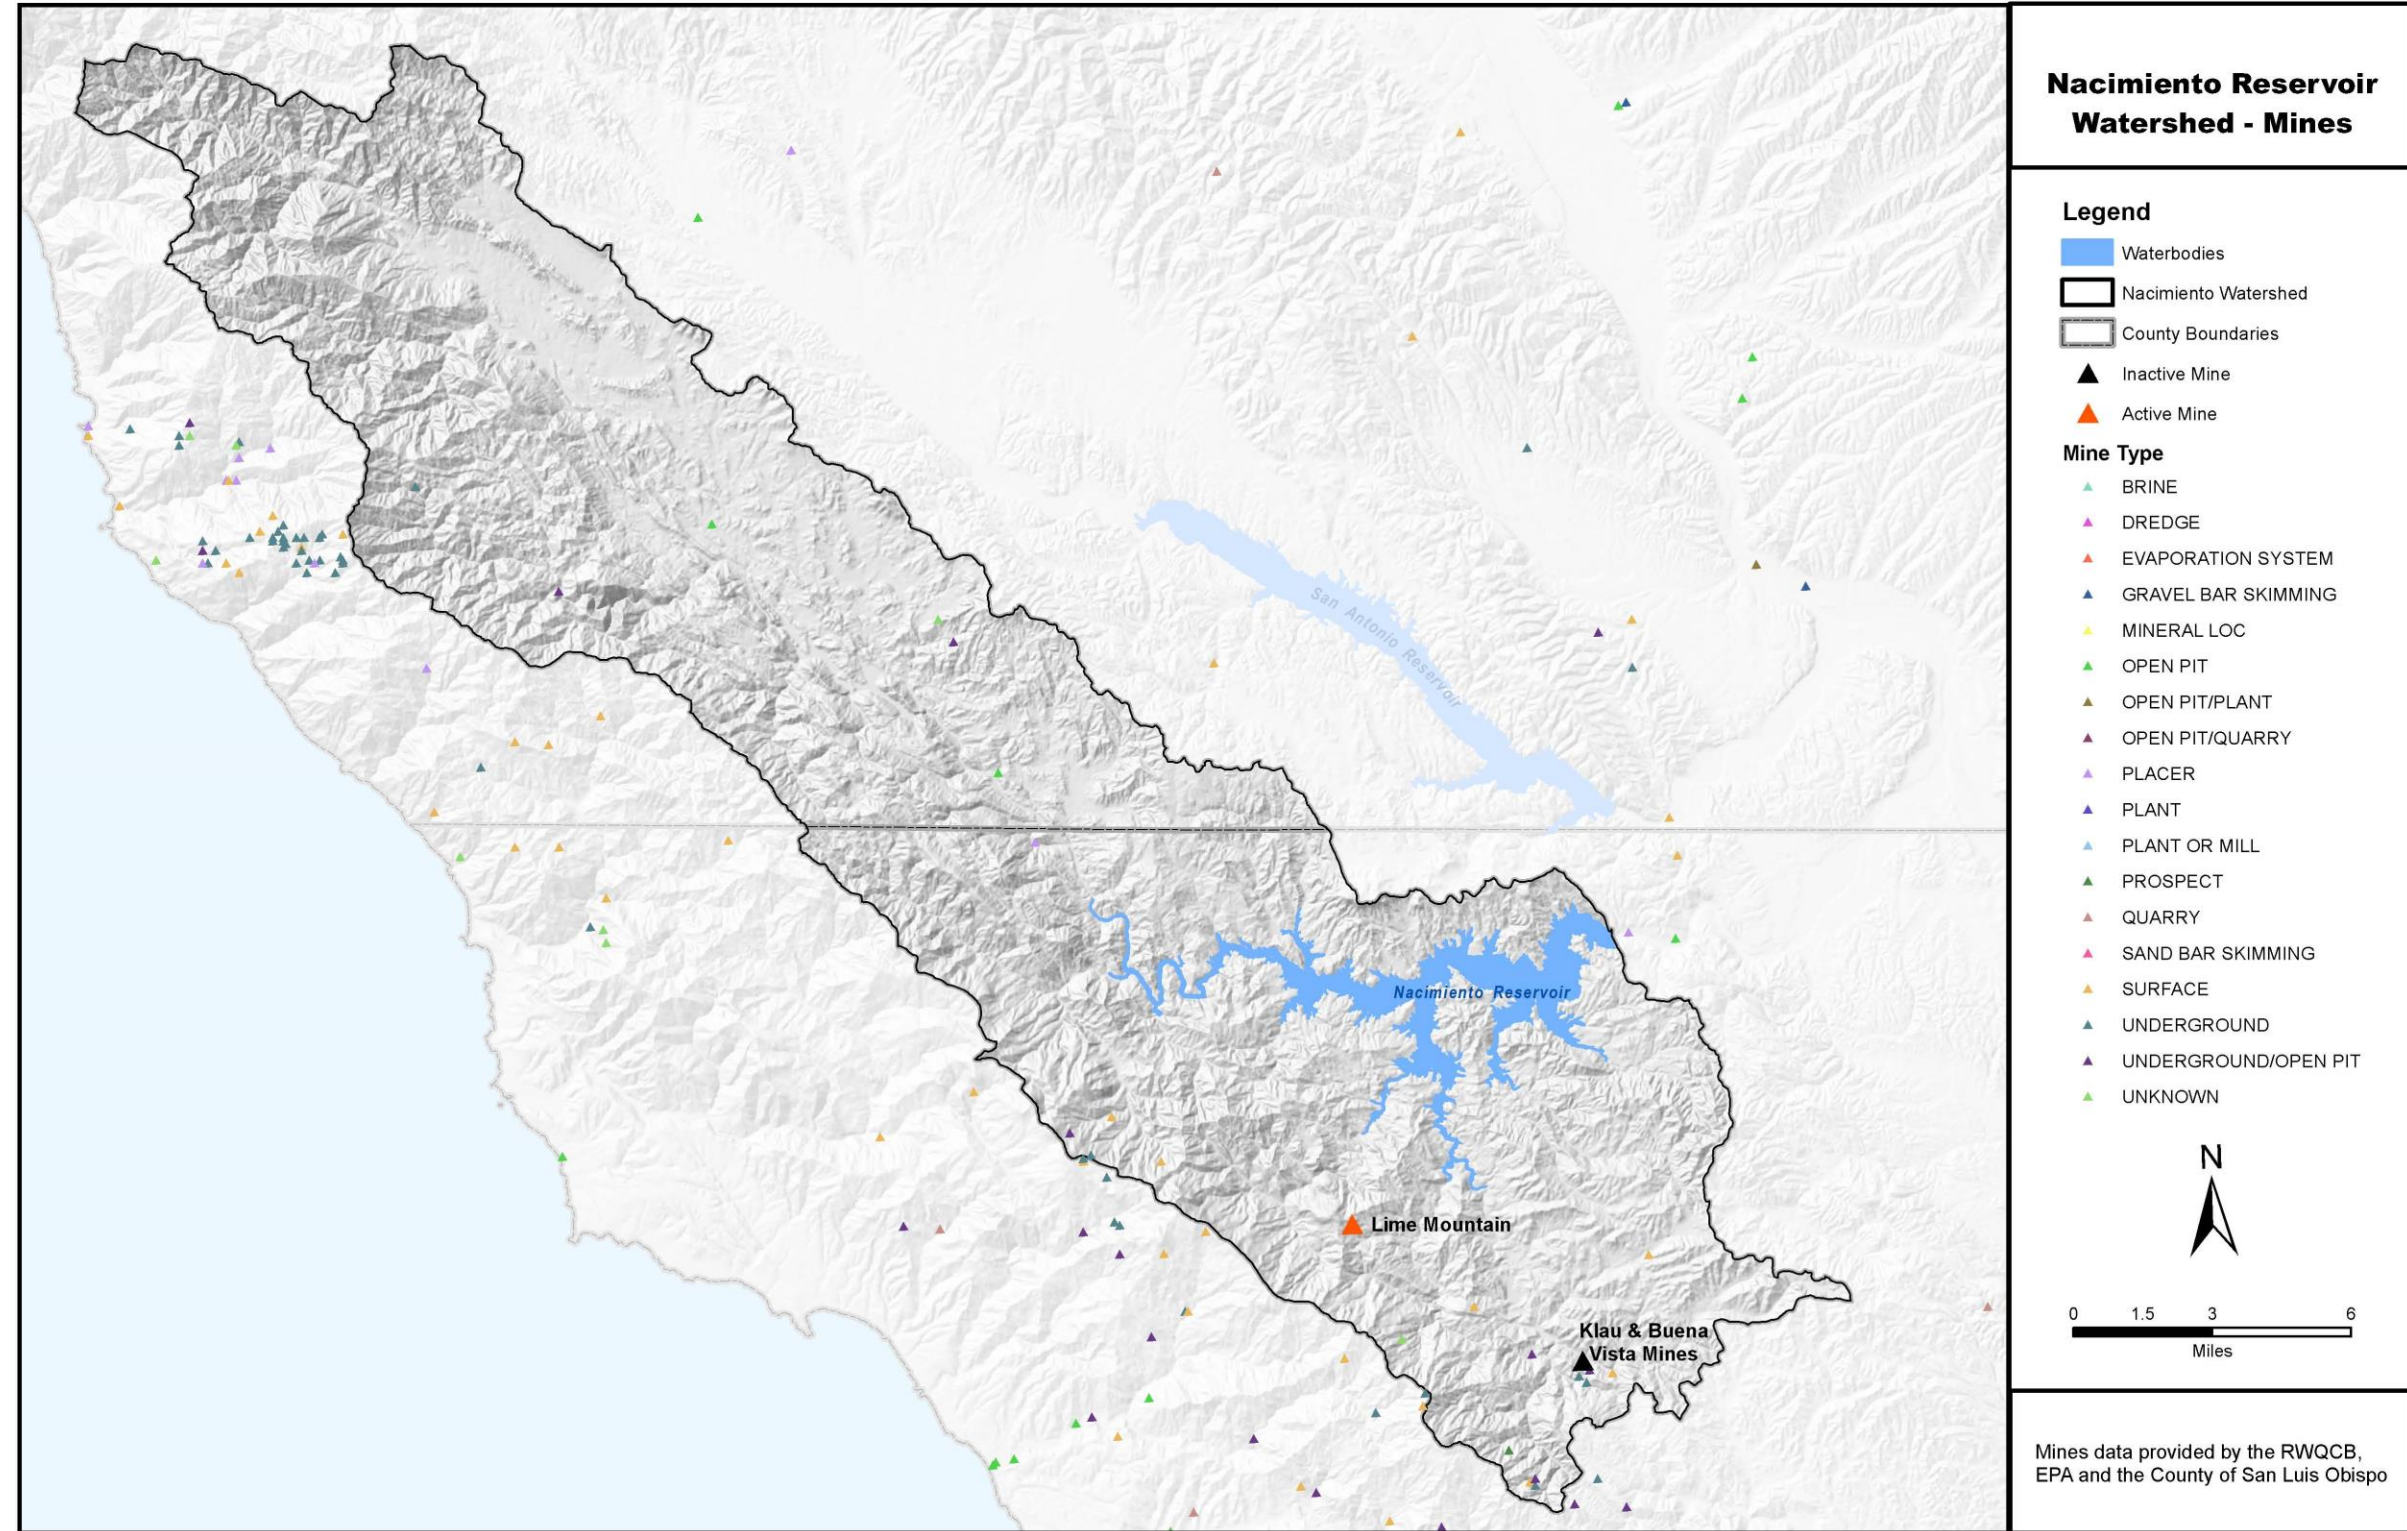 Nacimiento Reservoir
Watershed - Mines
Legend
Waterbodies
Nacimiento Watershed
County Boundaries
Inactive Mine
Active Mine
Mine Type
BRINE
DREDGE
EVAPORATION SYSTEM
GRAVEL BAR SKIMMING
MINERAL LOC
OPEN PIT
OPEN PIT/PLANT
OPEN PIT/QUARRY
PLACER
PLANT
PLANT OR MILL
PROSPECT
QUARRY
SAND BAR SKIMMING
SURFACE
UNDERGROUND
UNDERGROUND/OPEN PIT
UNKNOWN
N
0 1.5 3 6
Miles
Mines data provided by the RWQCB,
EPA and the County of San Luis Obispo
San Antonio Reservoir
Nacimiento Reservoir
Lime Mountain
Klau & Buena
Vista Mines